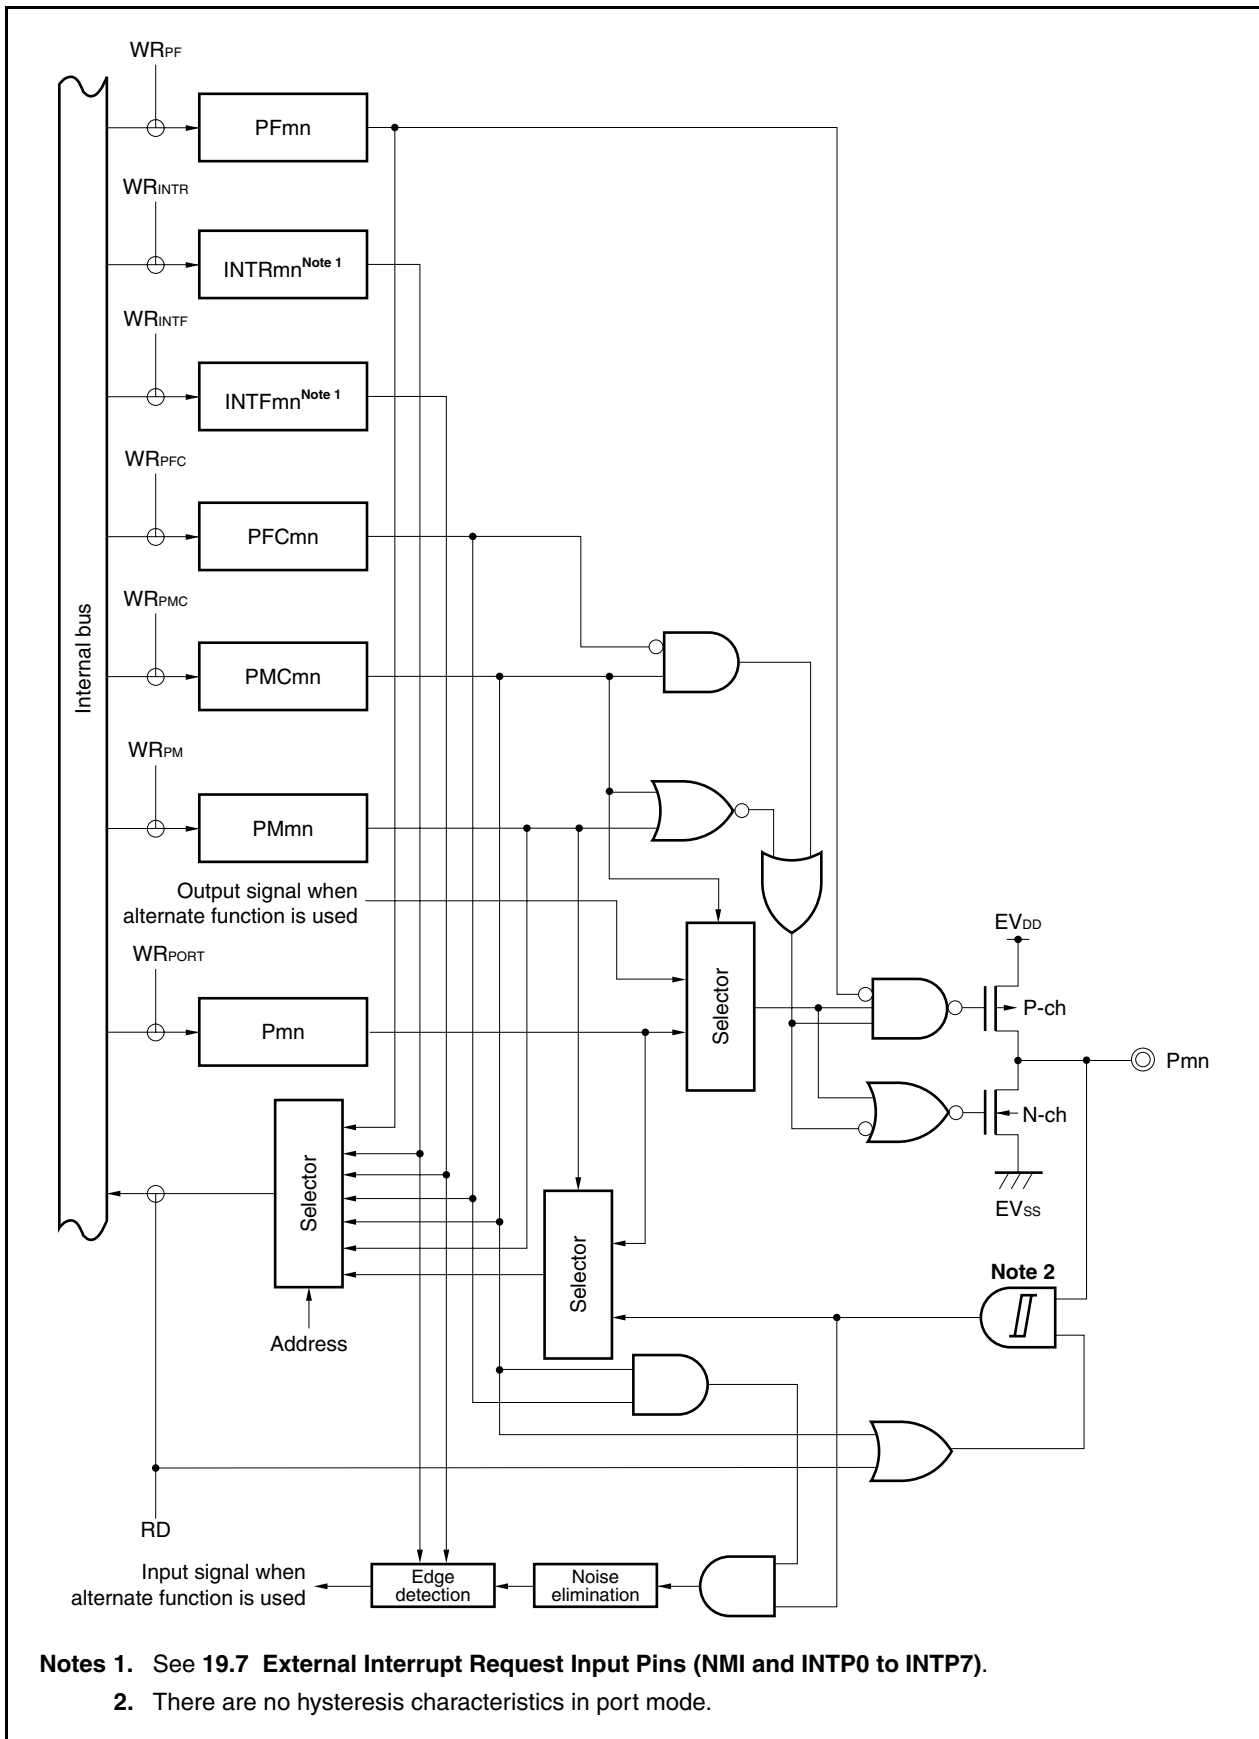 WRPF
PFmn
WRINTR
INTRmnNote 1
WRINTF
INTFmnNote 1
WRPFC
PFCmn
WRPMC
PMCmn
Internal bus
WRPM
PMmn
Output signal when
alternate function is used
WRPORT
Pmn
Selector
EVDD
P-ch
Pmn
N-ch
EVSS
Selector
Selector
Note 2
Address
RD
Input signal when
alternate function is used
Edge
detection
Noise
elimination
Notes 1. See 19.7 External Interrupt Request Input Pins (NMI and INTP0 to INTP7).
2. There are no hysteresis characteristics in port mode.